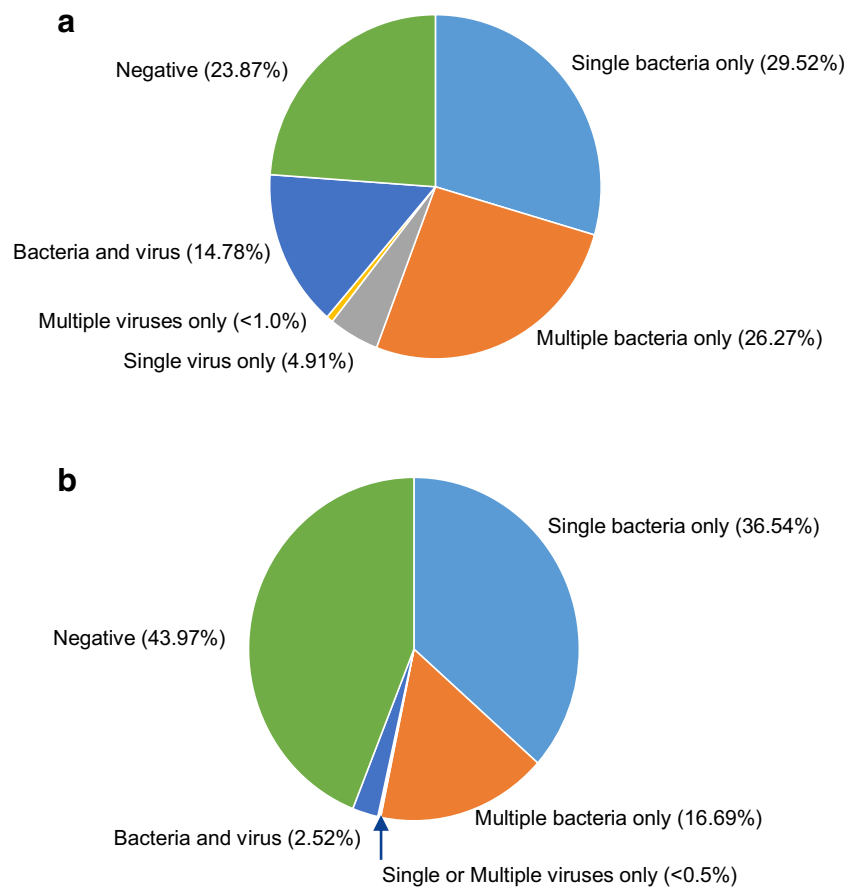 a
Negative (23.87%)
Single bacteria only (29.52%)
Bacteria and virus (14.78%)
Multiple viruses only (<1.0%)
Single virus only (4.91%)
Multiple bacteria only (26.27%)
b
Single bacteria only (36.54%)
Negative (43.97%)
Multiple bacteria only (16.69%)
Bacteria and virus (2.52%)
Single or Multiple viruses only (<0.5%)